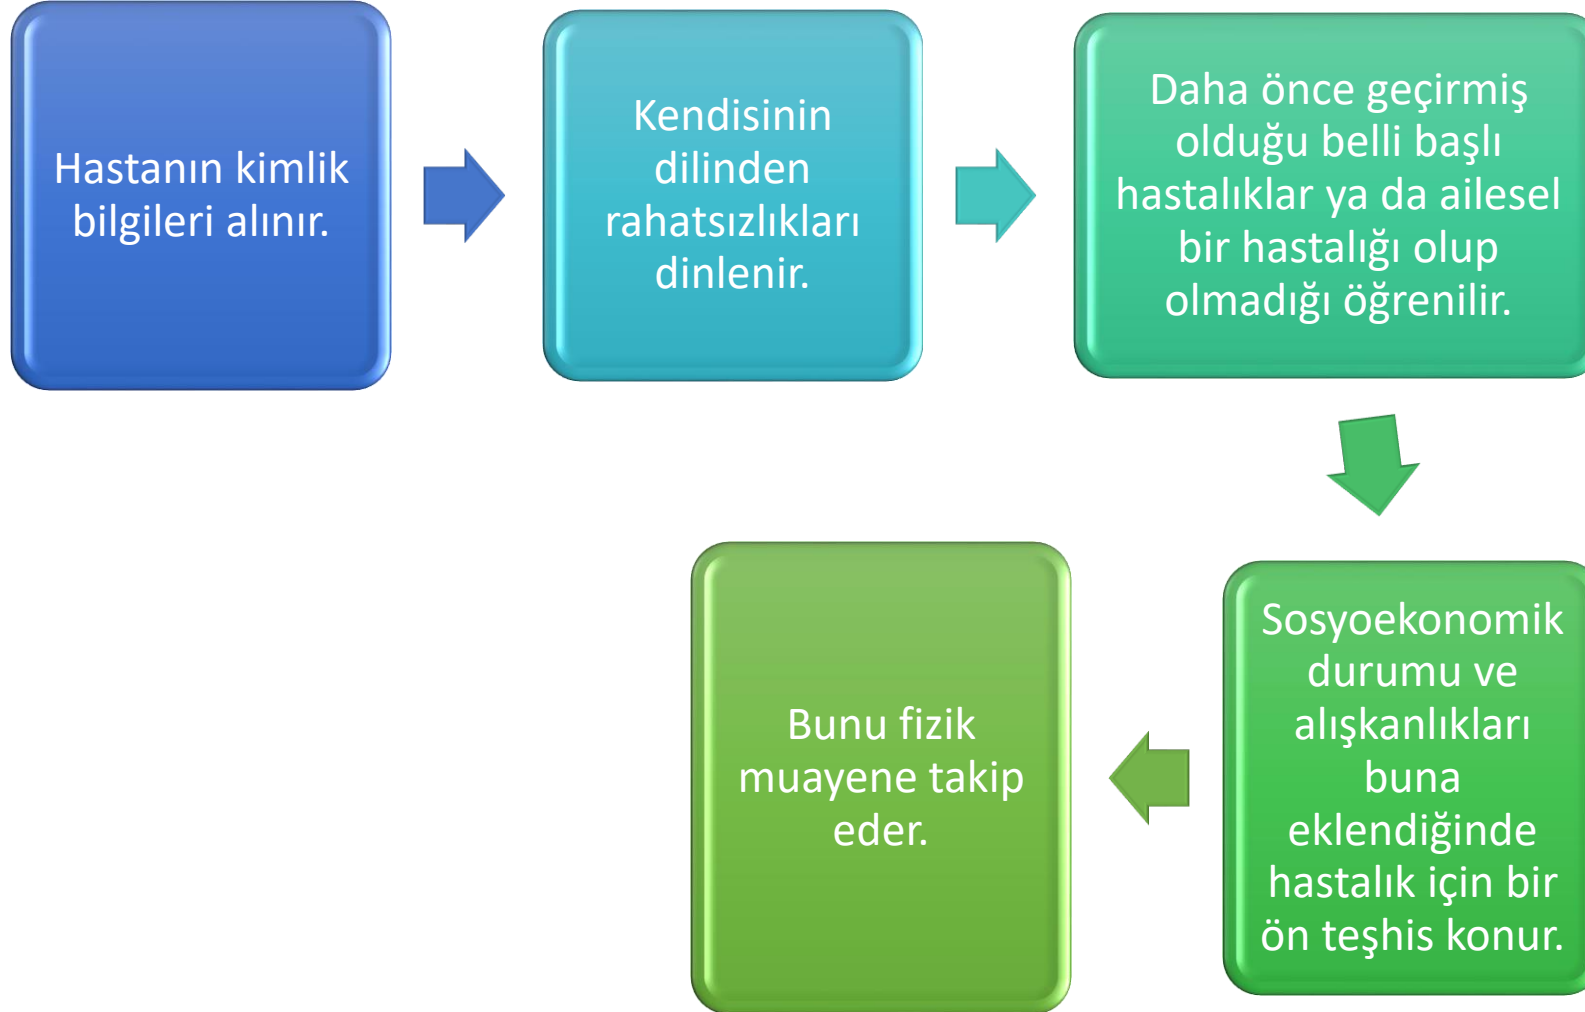 Hastanın kimlik
bilgileri alınır.
Kendisinin
dilinden
rahatsızlıkları
dinlenir.
Daha önce geçirmiş
olduğu belli başlı
hastalıklar ya da ailesel
bir hastalığı olup
olmadığı öğrenilir.
Sosyoekonomik
durumu ve
alışkanlıkları
buna
eklendiğinde
hastalık için bir
ön teşhis konur.
Bunu fizik
muayene takip
eder.